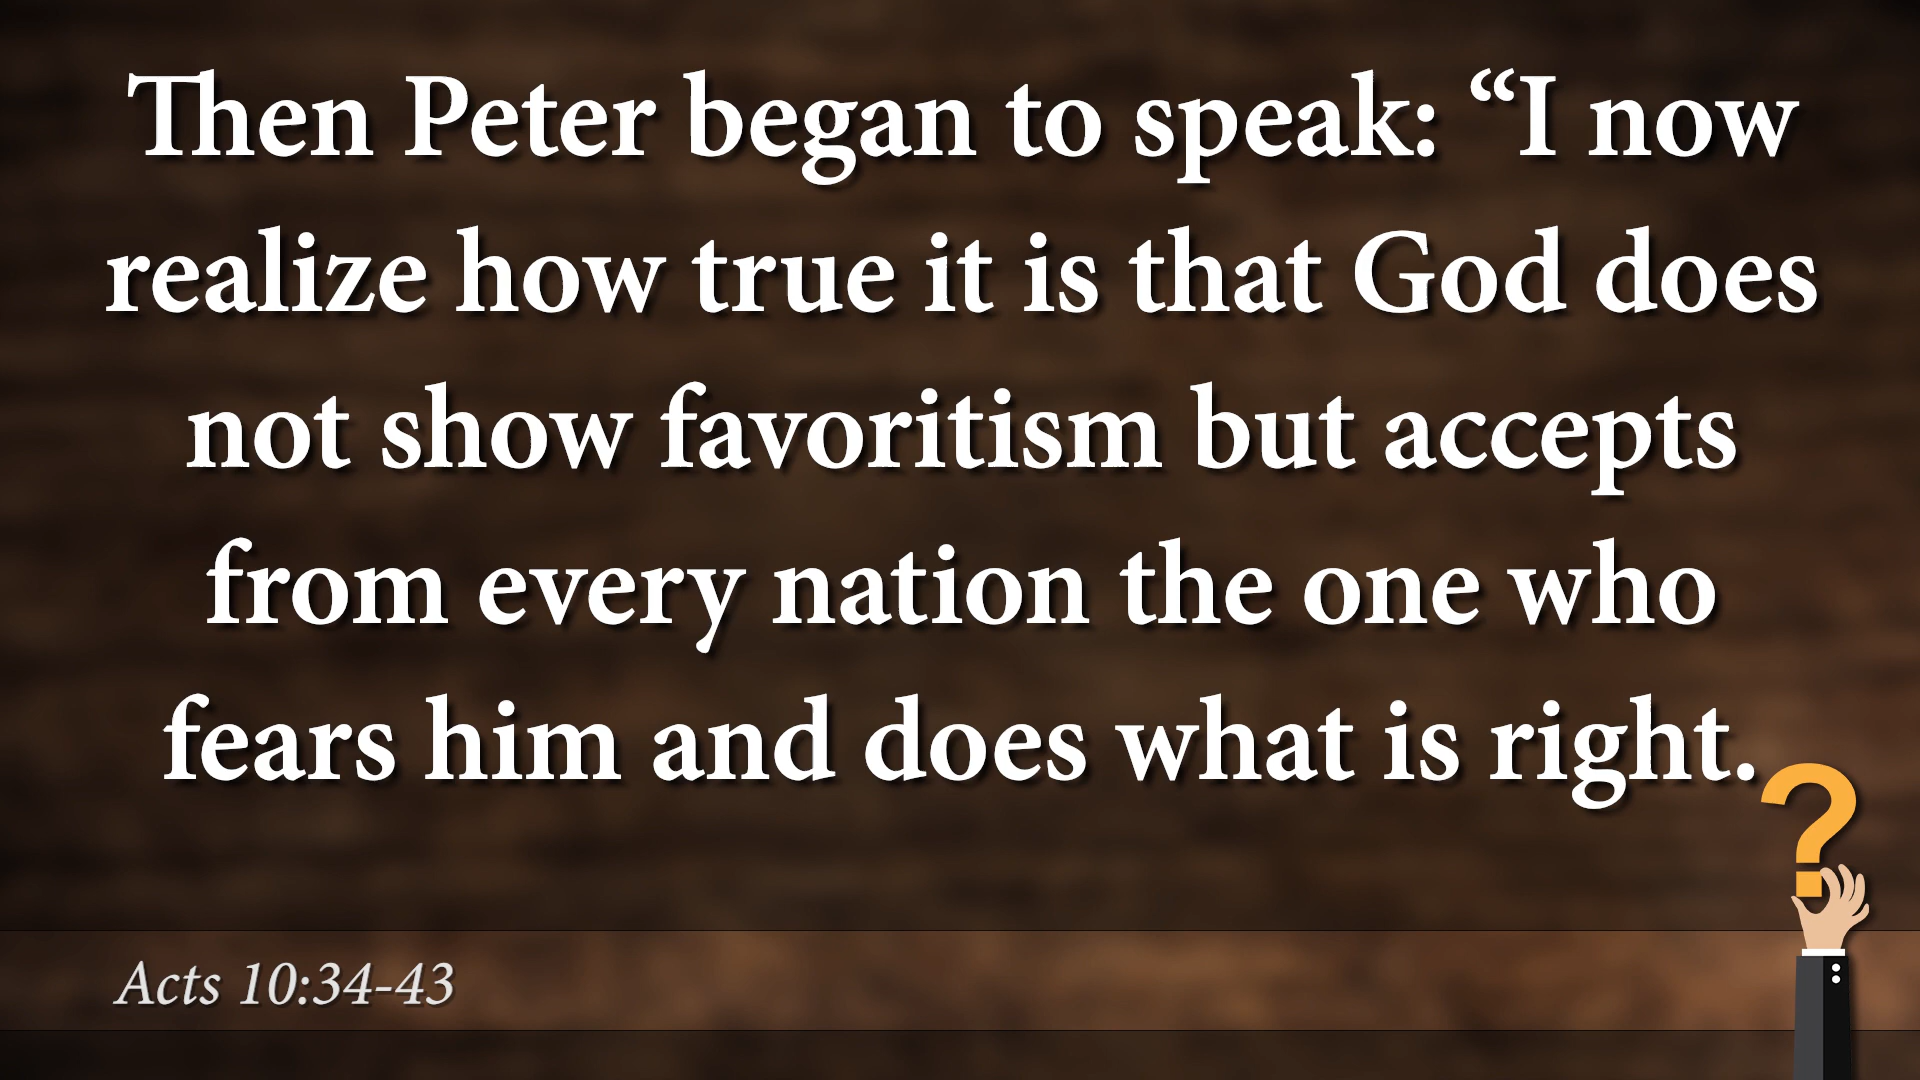 Then Peter began to speak: “I now
realize how true it is that God does
not show favoritism but accepts
from every nation the one who
fears him and does what is right.
?
Acts 10:34-43